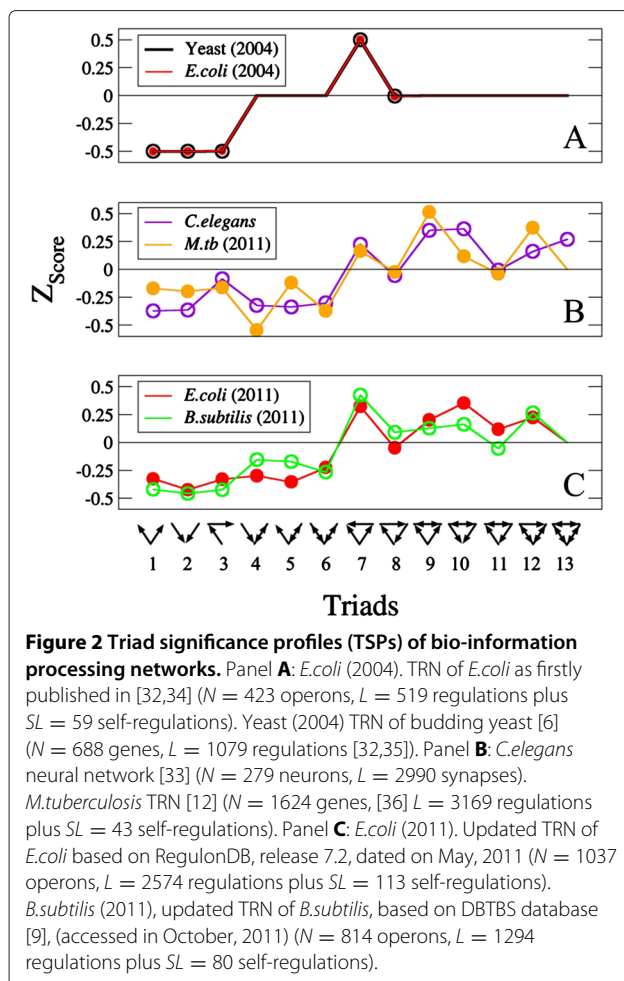 0.5
Yeast (2004)
0.25
E.coli (2004)
0
-0.25
-0.5
A
0.5
C.elegans
0.25
M.tb (2011)
0
-0.25
-0.5
B
ZScore
0.5
E.coli (2011)
0.25
B.subtilis (2011)
0
-0.25
-0.5
C
1 2 3 4 5 6 7 8 9 10 11 12 13
Triads
Figure 2 Triad significance profiles (TSPs) of bio-information
processing networks. Panel A: E.coli (2004). TRN of E.coli as firstly
published in [32,34] (N = 423 operons, L = 519 regulations plus
SL = 59 self-regulations). Yeast (2004) TRN of budding yeast [6]
(N = 688 genes, L = 1079 regulations [32,35]). Panel B: C.elegans
neural network [33] (N = 279 neurons, L = 2990 synapses).
M.tuberculosis TRN [12] (N = 1624 genes, [36] L = 3169 regulations
plus SL = 43 self-regulations). Panel C: E.coli (2011). Updated TRN of
E.coli based on RegulonDB, release 7.2, dated on May, 2011 (N = 1037
operons, L = 2574 regulations plus SL = 113 self-regulations).
B.subtilis (2011), updated TRN of B.subtilis, based on DBTBS database
[9], (accessed in October, 2011) (N = 814 operons, L = 1294
regulations plus SL = 80 self-regulations).